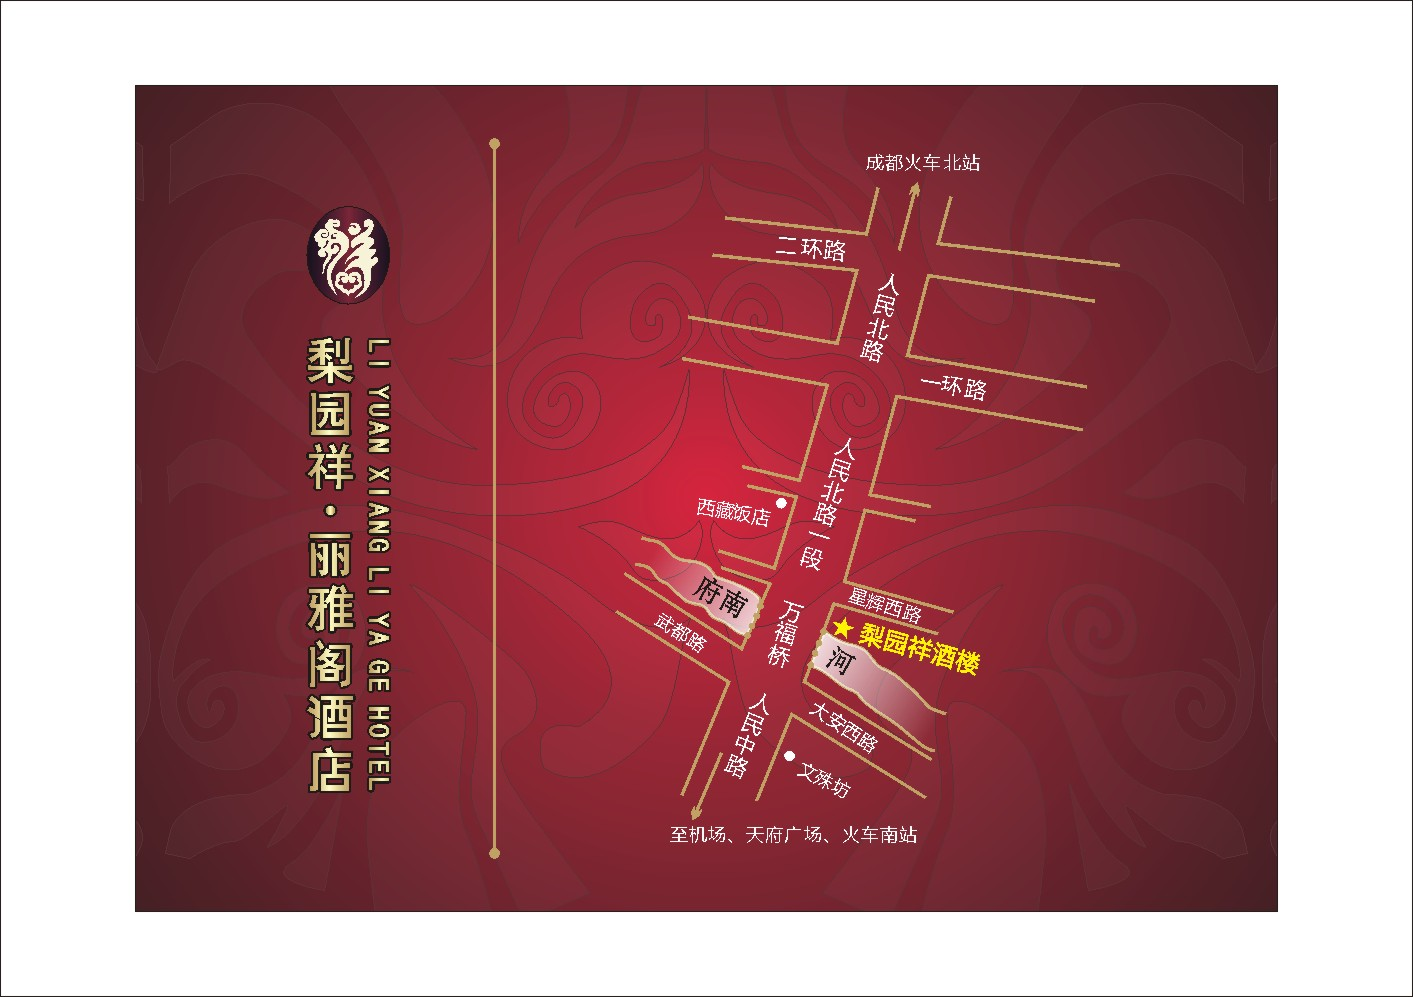 梨园祥·丽雅阁酒店
LI YUAN XIANG LI YA GE HOTEL
成都火车北站
二环路
人民北路
一环路
人民北路一段
西藏饭店
府南
星辉西路
万福桥
武都路
梨园祥酒楼
河
大安西路
人民中路
文殊坊
至机场、天府广场、火车南站